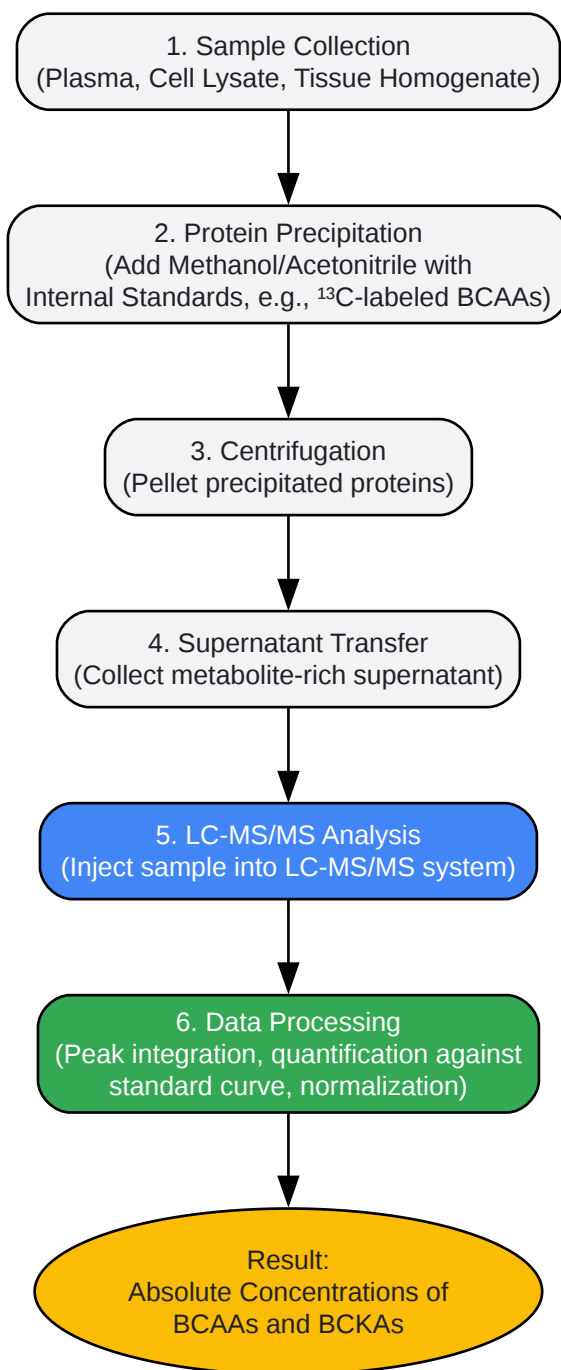 1. Sample Collection
(Plasma, Cell Lysate, Tissue Homogenate)
2. Protein Precipitation
(Add Methanol/Acetonitrile with
Internal Standards, e.g., ¹³C-labeled BCAAs)
3. Centrifugation
(Pellet precipitated proteins)
4. Supernatant Transfer
(Collect metabolite-rich supernatant)
5. LC-MS/MS Analysis
(Inject sample into LC-MS/MS system)
6. Data Processing
(Peak integration, quantification against
standard curve, normalization)
Result:
Absolute Concentrations of
BCAAs and BCKAs